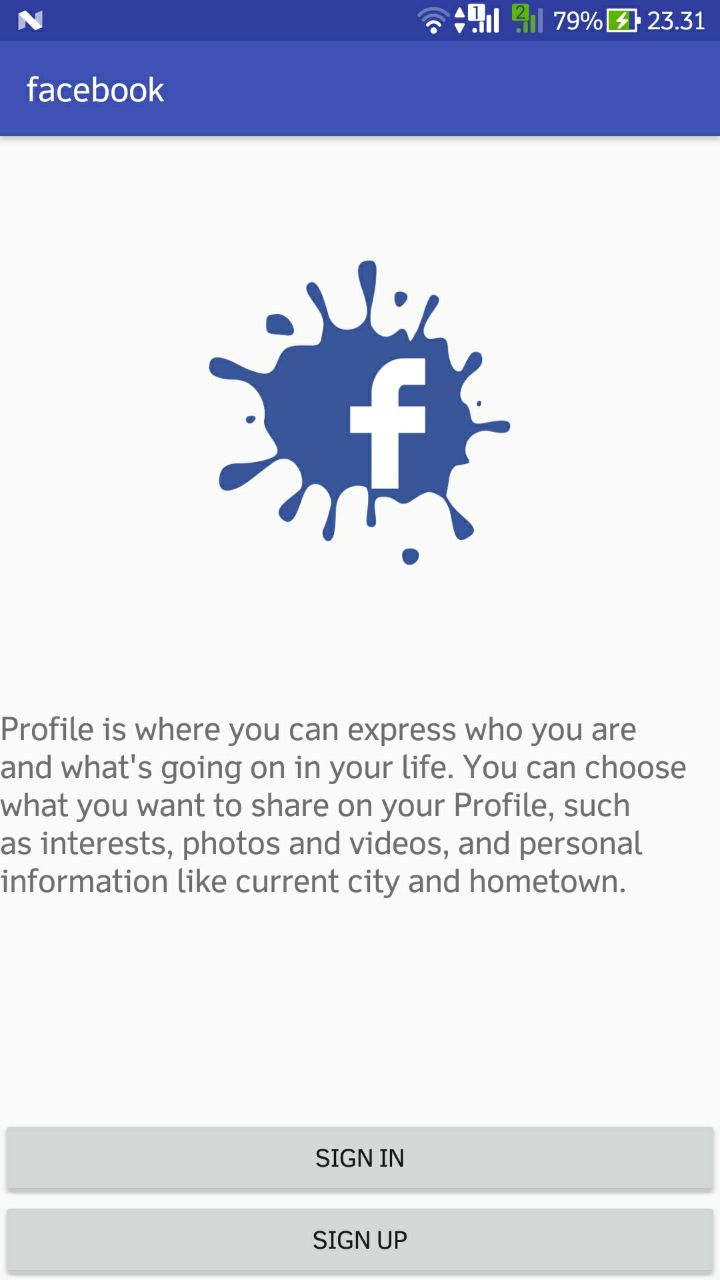 1 2 79% 23.31
facebook
f
Profile is where you can express who you are
and what's going on in your life. You can choose
what you want to share on your Profile, such
as interests, photos and videos, and personal
information like current city and hometown.
SIGN IN
SIGN UP